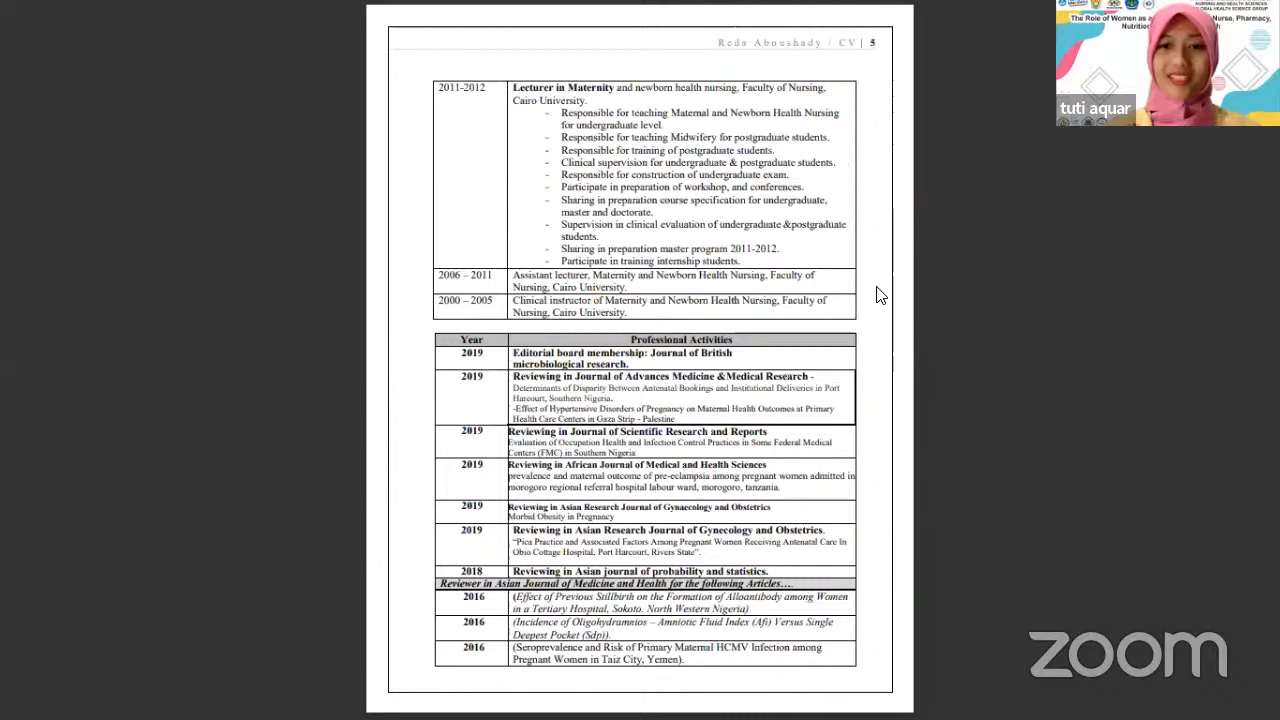 Reda Aboushady / CV | 5
2011-2012
Lecturer in Maternity and newborn health nursing, Faculty of Nursing,
Cairo University.
- Responsible for teaching Maternal and Newborn Health Nursing
for undergraduate level.
- Responsible for teaching Midwifery for postgraduate students.
- Responsible for training of postgraduate students.
- Clinical supervision for undergraduate & postgraduate students.
- Responsible for construction of undergraduate exam.
- Participate in preparation of workshop, and conferences.
- Sharing in preparation course specification for undergraduate,
master and doctorate.
- Supervision in clinical evaluation of undergraduate &postgraduate
students.
- Sharing in preparation master program 2011-2012.
- Participate in training internship students.
2006 – 2011
Assistant lecturer, Maternity and Newborn Health Nursing, Faculty of
Nursing, Cairo University.
2000 – 2005
Clinical instructor of Maternity and Newborn Health Nursing, Faculty of
Nursing, Cairo University.
Year Professional Activities
2019
Editorial board membership: Journal of British
microbiological research.
2019
Reviewing in Journal of Advances Medicine &Medical Research -
Determinants of Disparity Between Antenatal Bookings and Institutional Deliveries in Port
Harcourt, Southern Nigeria.
-Effect of Hypertensive Disorders of Pregnancy on Maternal Health Outcomes at Primary
Health Care Centers in Gaza Strip - Palestine
2019
Reviewing in Journal of Scientific Research and Reports
Evaluation of Occupation Health and Infection Control Practices in Some Federal Medical
Centers (FMC) in Southern Nigeria
2019
Reviewing in African Journal of Medical and Health Sciences
prevalence and maternal outcome of pre-eclampsia among pregnant women admitted in
morogoro regional referral hospital labour ward, morogoro, tanzania.
2019
Reviewing in Asian Research Journal of Gynaecology and Obstetrics
Morbid Obesity in Pregnancy
2019
Reviewing in Asian Research Journal of Gynecology and Obstetrics.
“Pica Practice and Associated Factors Among Pregnant Women Receiving Antenatal Care in
Obio Cottage Hospital, Port Harcourt, Rivers State”.
2018
Reviewing in Asian journal of probability and statistics.
Reviewer in Asian Journal of Medicine and Health for the following Articles….
2016
(Effect of Previous Stillbirth on the Formation of Alloantibody among Women
in a Tertiary Hospital, Sokoto. North Western Nigeria)
2016
(Incidence of Oligohydramnios – Amniotic Fluid Index (Afi) Versus Single
Deepest Pocket (Sdp)).
2016
(Seroprevalence and Risk of Primary Maternal HCMV Infection among
Pregnant Women in Taiz City, Yemen).
NURSING AND HEALTH SCIENCES
GLOBAL HEALTH SCIENCE GROUP
The Role of Women as a Nurse, Pharmacy,
tuti aquar
zoom